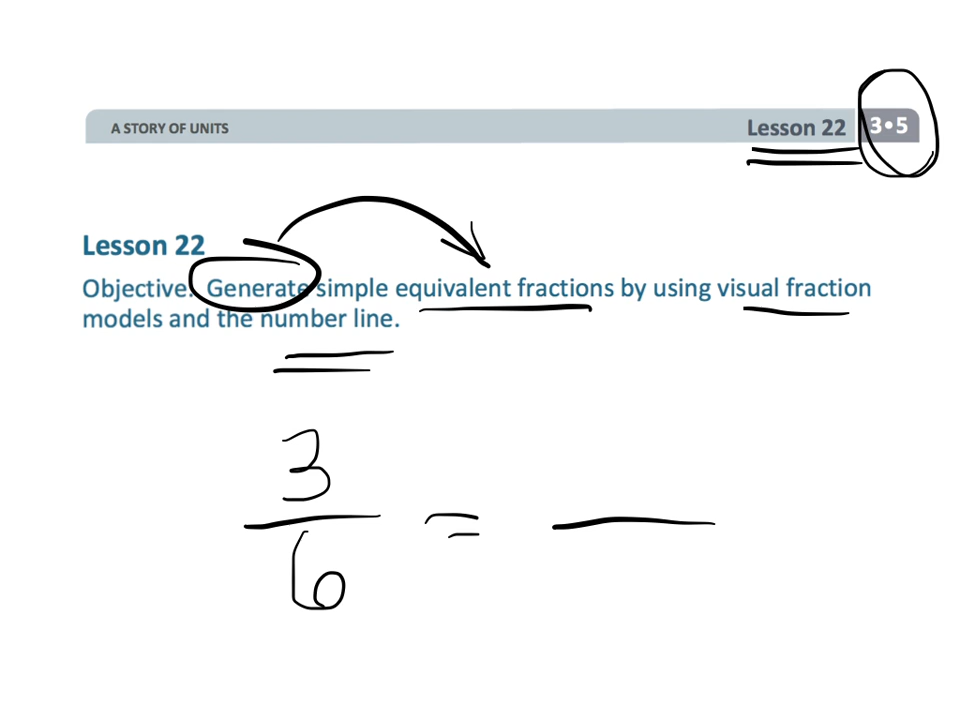 A STORY OF UNITS
Lesson 22 3•5
Lesson 22
Objective: Generate simple equivalent fractions by using visual fraction
models and the number line.
3
6 =